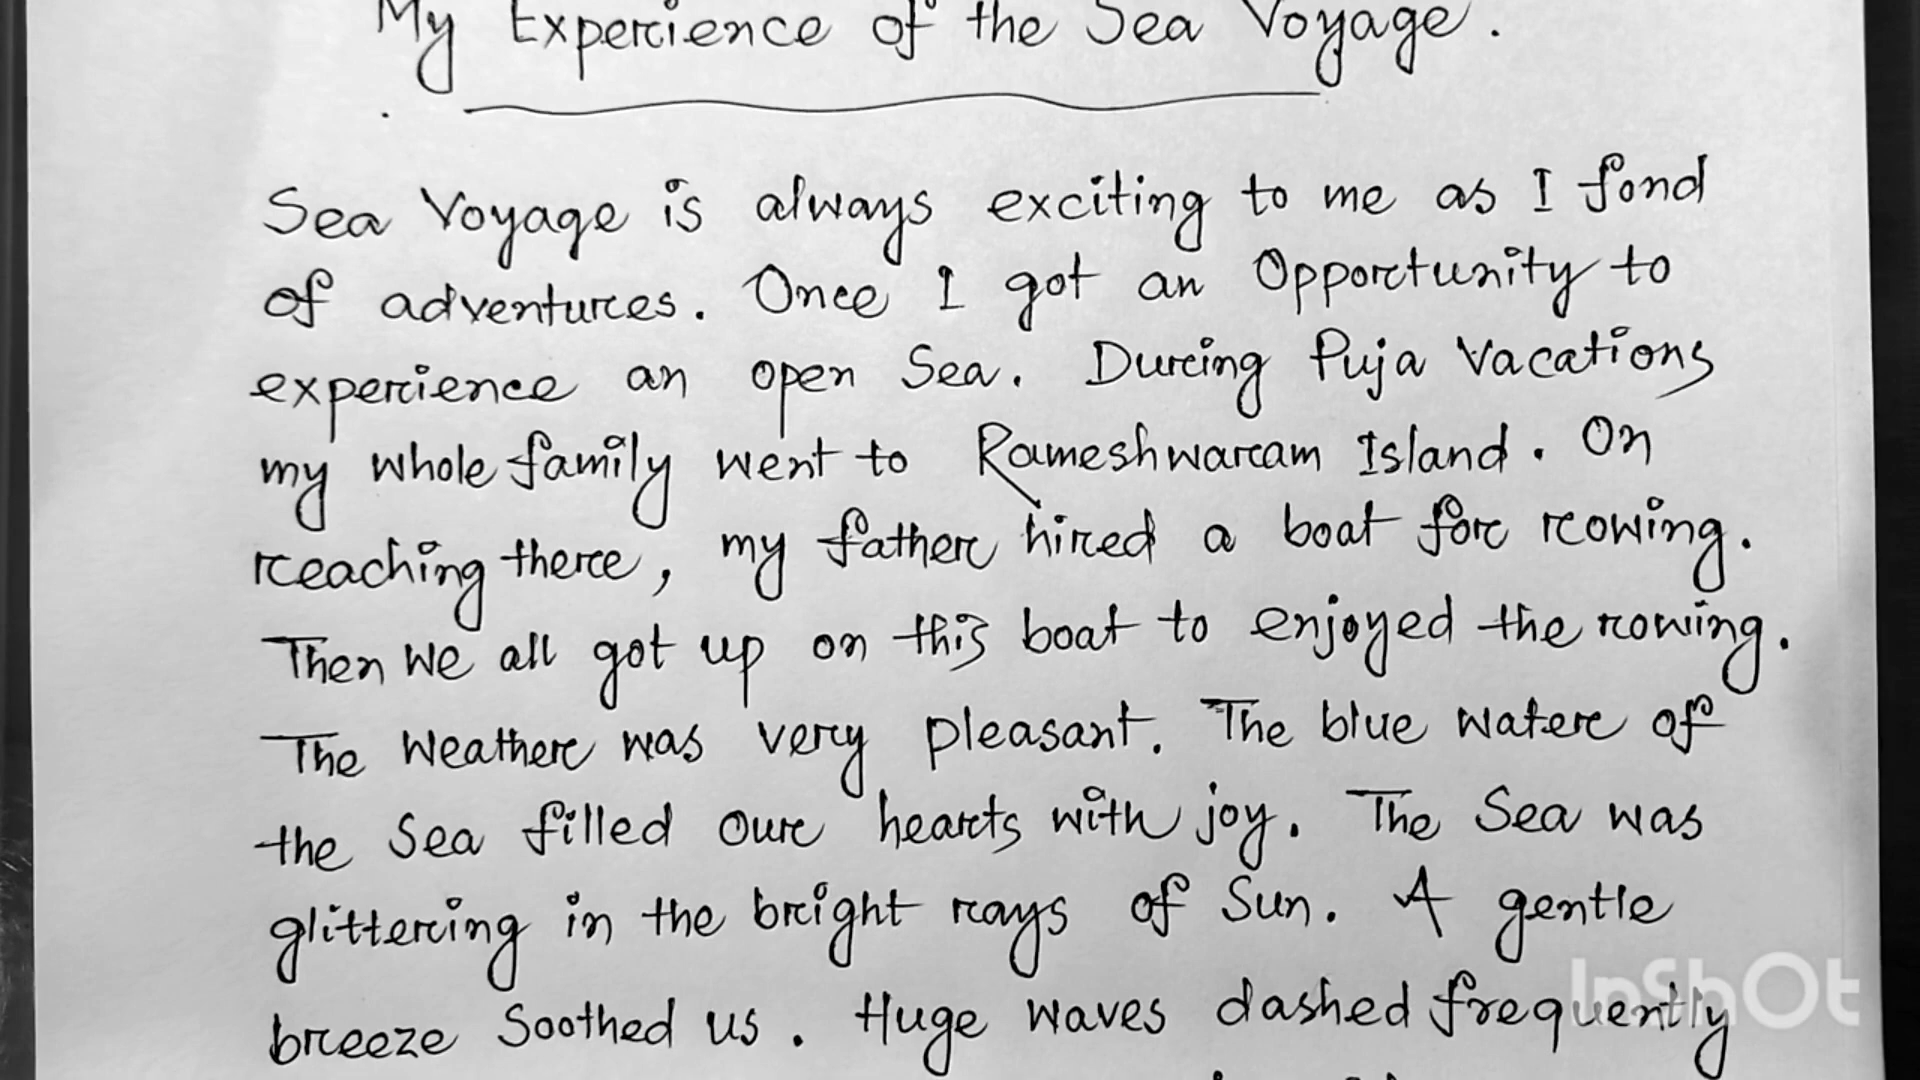 My Experience of the Sea Voyage.
Sea Voyage is always exciting to me as I fond
of adventures. Once I got an Opportunity to
experience an open Sea. During Puja Vacations
my whole family went to Rameshwaram Island. On
reaching there, my father hired a boat for rowing.
Then We all got up on this boat to enjoyed the rowing.
The Weather was very pleasant. The blue Water of
the Sea filled our hearts with joy. The Sea was
glittering in the bright rays of Sun. A gentle
breeze Soothed us. Huge waves dashed frequently
InShOt